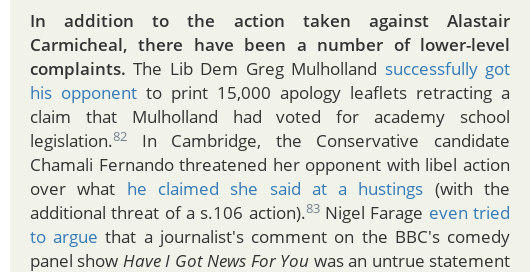 In addition to the action taken against Alastair
Carmicheal, there have been a number of lower-level
complaints. The Lib Dem Greg Mulholland successfully got
his opponent to print 15,000 apology leaflets retracting a
claim that Mulholland had voted for academy school
legislation.82 In Cambridge, the Conservative candidate
Chamali Fernando threatened her opponent with libel action
over what he claimed she said at a hustings (with the
additional threat of a s.106 action).83 Nigel Farage even tried
to argue that a journalist's comment on the BBC's comedy
panel show Have I Got News For You was an untrue statement